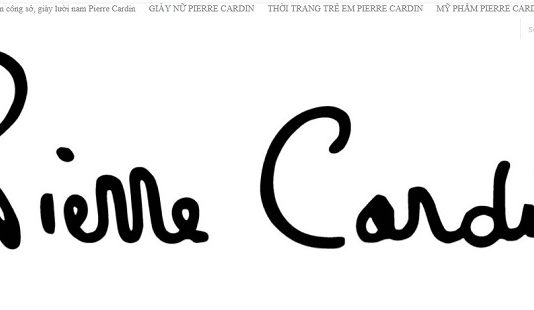 công sở, giày lười nam Pierre Cardin GIÀY NỮ PIERRE CARDIN THỜI TRANG TRẺ EM PIERRE CARDIN MỸ PHẨM PIERRE CARD
Pierre Cardi